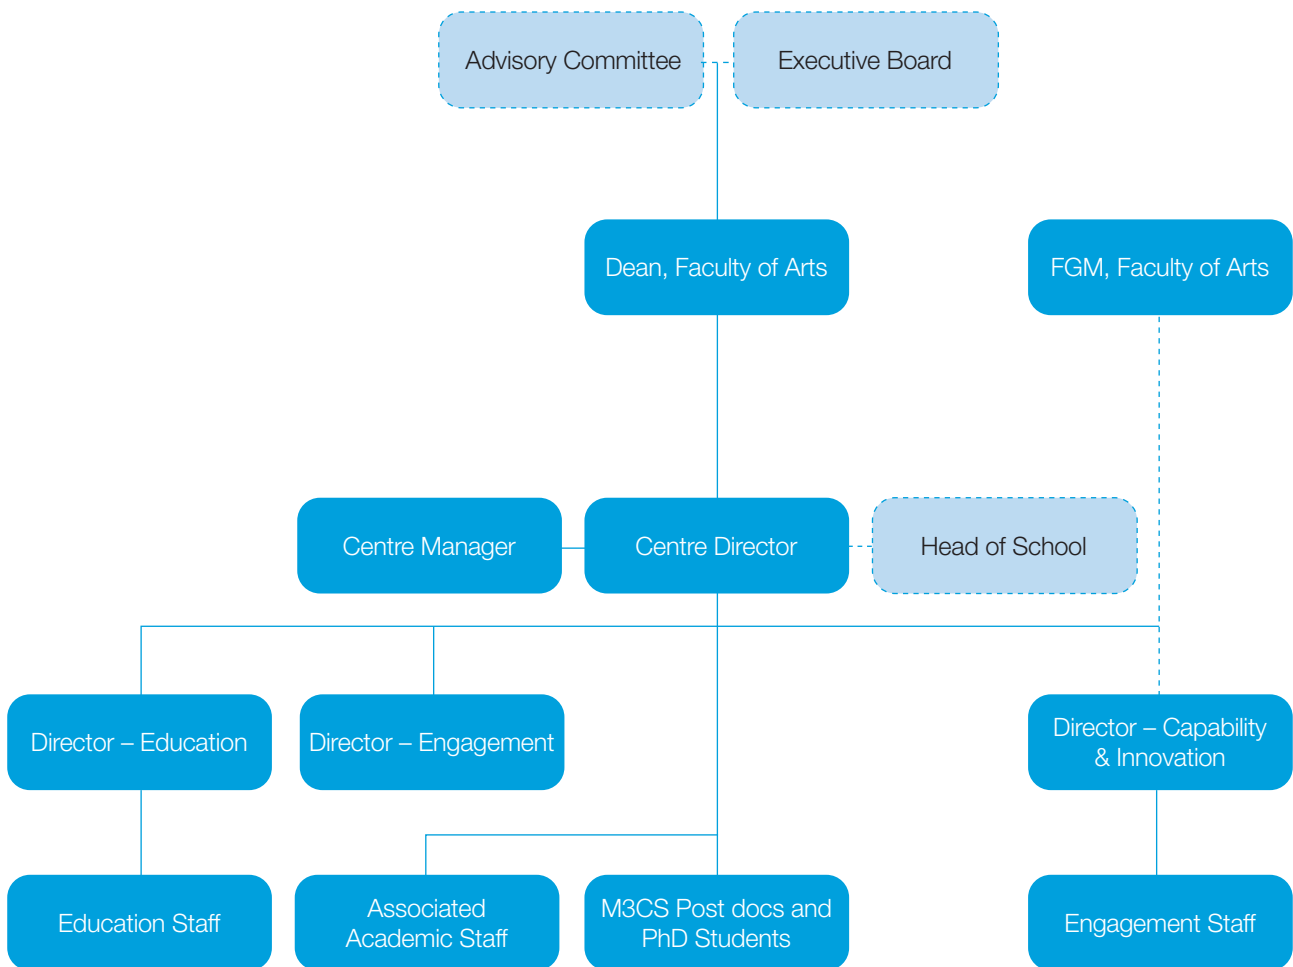 Advisory Committee
Executive Board
Dean, Faculty of Arts
FGM, Faculty of Arts
Centre Manager
Centre Director
Head of School
Director – Education
Director – Engagement
Director – Capability
& Innovation
Education Staff
Associated
Academic Staff
M3CS Post docs and
PhD Students
Engagement Staff